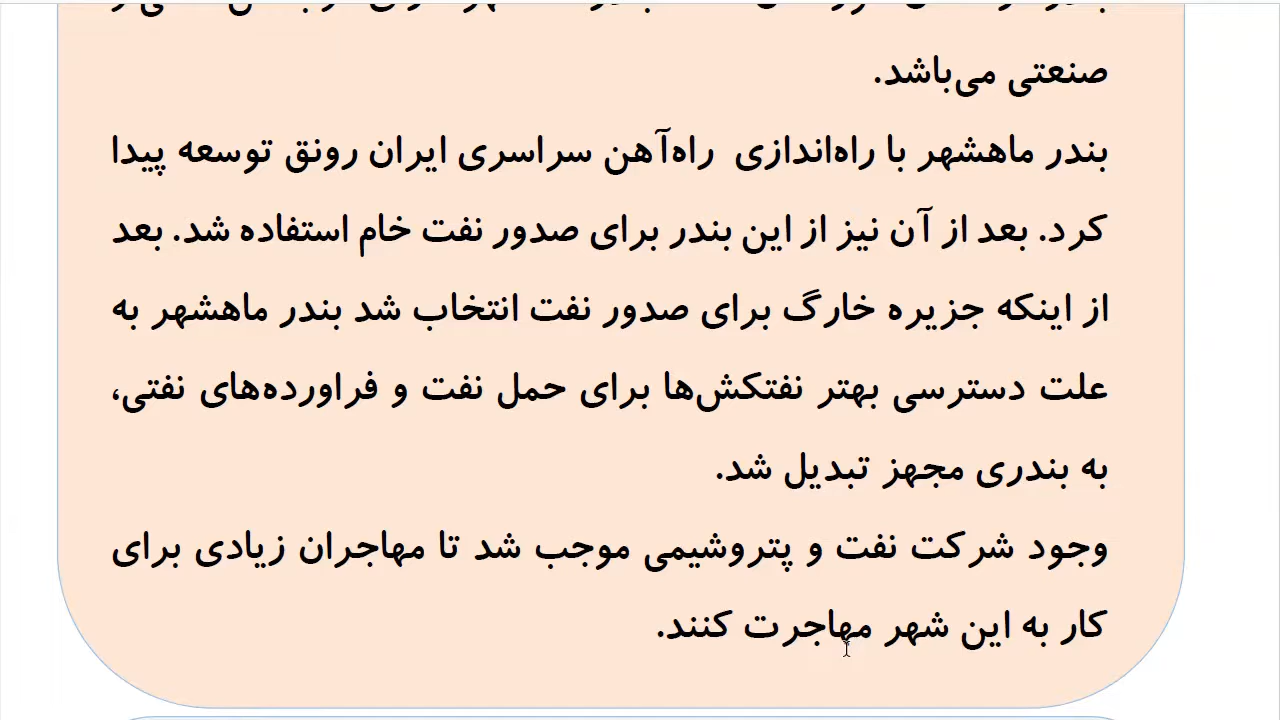 صنعتی می‌باشد.
بندر ماهشهر با راه‌اندازی راه‌آهن سراسری ایران رونق توسعه پیدا
کرد. بعد از آن نیز از این بندر برای صدور نفت خام استفاده شد. بعد
از اینکه جزیره خارگ برای صدور نفت انتخاب شد بندر ماهشهر به
علت دسترسی بهتر نفتکش‌ها برای حمل نفت و فراورده‌های نفتی،
به بندری مجهز تبدیل شد.
وجود شرکت نفت و پتروشیمی موجب شد تا مهاجران زیادی برای
کار به این شهر مهاجرت کنند.